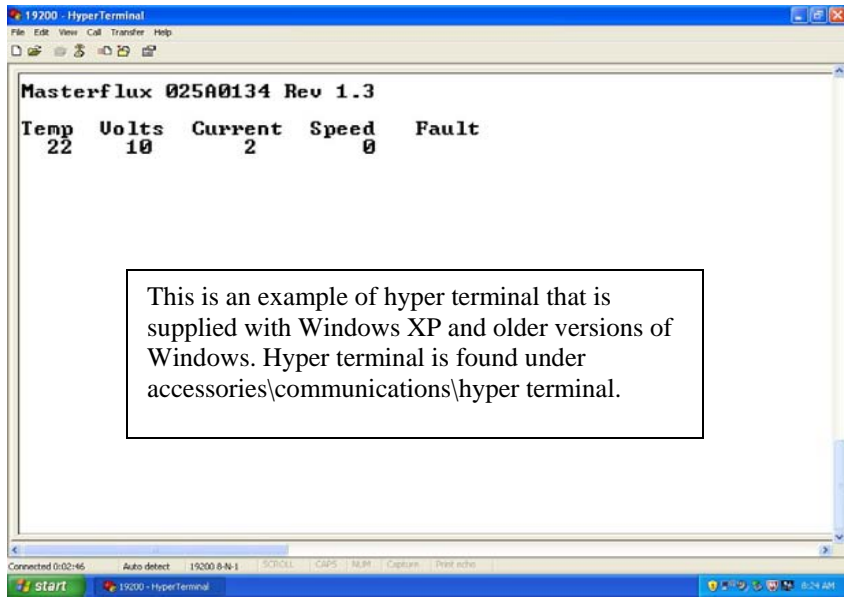 19200 - HyperTerminal
File Edit View Call Transfer Help
Masterflux 025A0134 Rev 1.3
Temp Volts Current Speed Fault
22 10 2 0
This is an example of hyper terminal that is
supplied with Windows XP and older versions of
Windows. Hyper terminal is found under
accessories\communications\hyper terminal.
Connected 0:02:46 Auto detect 19200 8-N-1 SCROLL CAPS NUM Capture Print echo
start 19200 - HyperTerminal 6:24 AM